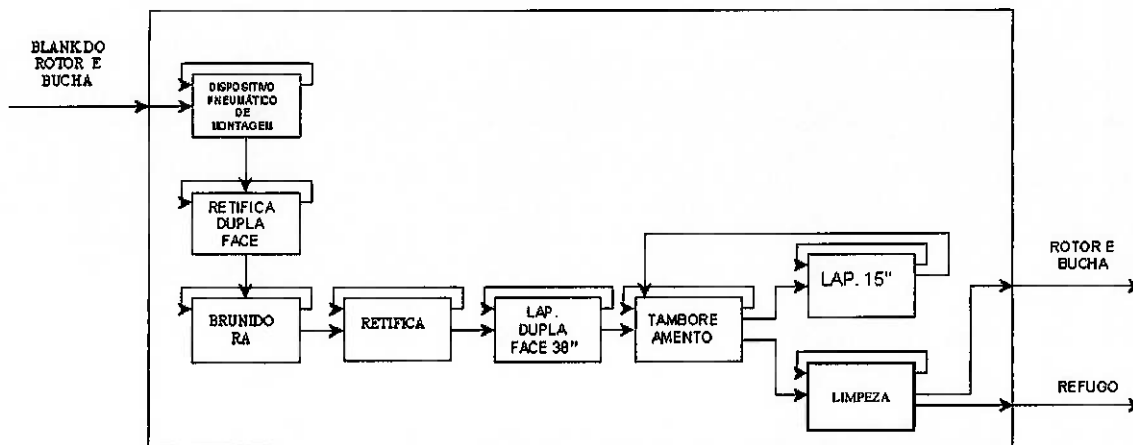 BLANK DO
ROTOR E
BUCHA
DISPOSITIVO
PNEUMÁTICO
DE
MONTAGEM
RETIFICA
DUPLA
FACE
BRUNIDO
RA
RETIFICA
LAP.
DUPLA
FACE 38"
TAMBORE
AMENTO
LAP. 15"
LIMPEZA
ROTOR E
BUCHA
REFUGO